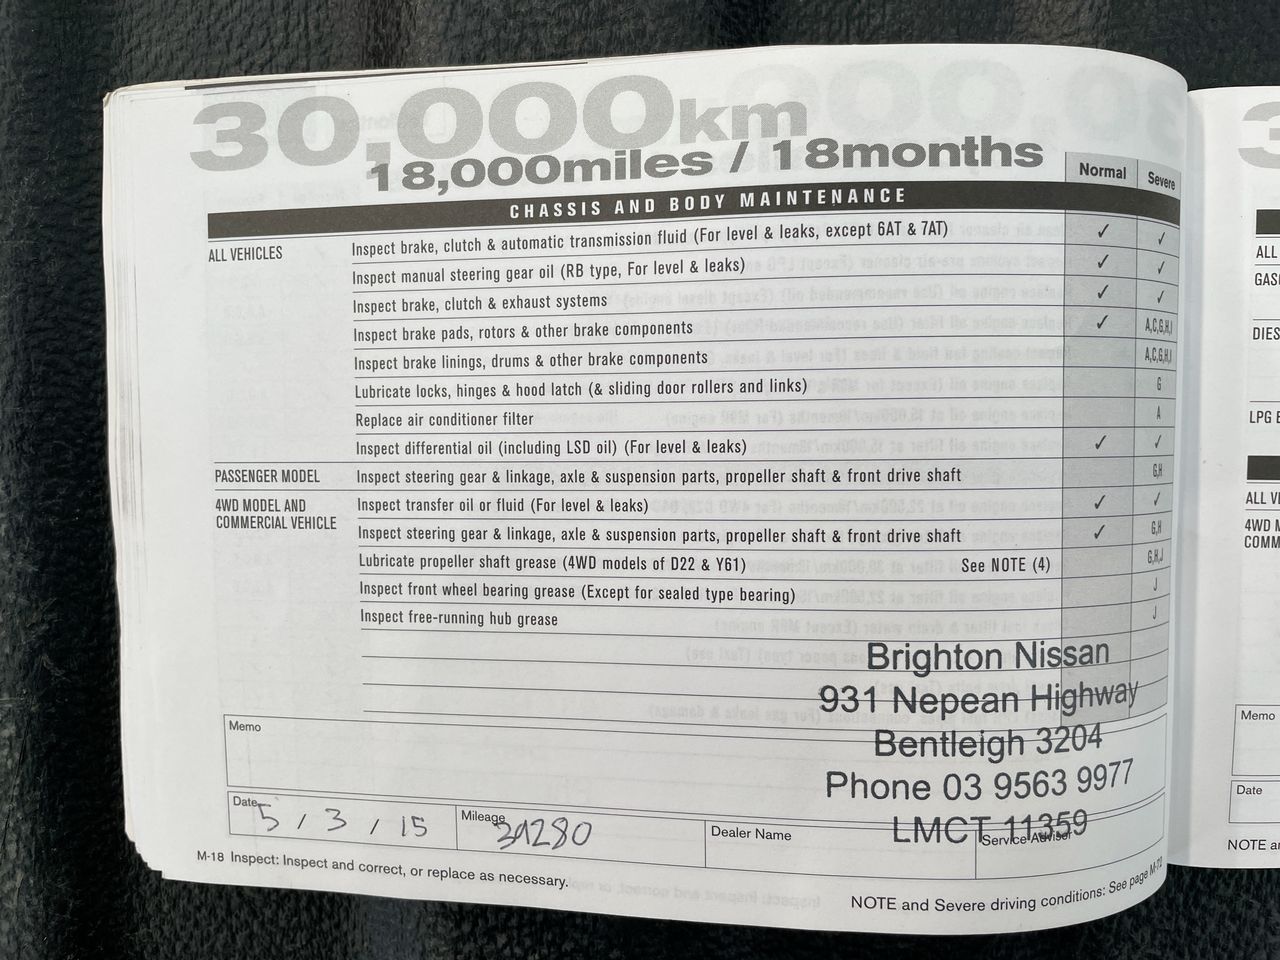 30,000km
18,000miles / 18months
Normal Severe
CHASSIS AND BODY MAINTENANCE
ALL VEHICLES Inspect brake, clutch & automatic transmission fluid (For level & leaks, except 6AT & 7AT) ✓ ✓
Inspect manual steering gear oil (RB type, For level & leaks) ✓ ✓
Inspect brake, clutch & exhaust systems ✓ ✓
Inspect brake pads, rotors & other brake components ✓ A,C,G,H,I
Inspect brake linings, drums & other brake components A,C,G,H,I
Lubricate locks, hinges & hood latch (& sliding door rollers and links) G
Replace air conditioner filter A
Inspect differential oil (including LSD oil) (For level & leaks) ✓ ✓
PASSENGER MODEL Inspect steering gear & linkage, axle & suspension parts, propeller shaft & front drive shaft G,H
4WD MODEL AND Inspect transfer oil or fluid (For level & leaks) ✓ ✓
COMMERCIAL VEHICLE Inspect steering gear & linkage, axle & suspension parts, propeller shaft & front drive shaft ✓ G,H
Lubricate propeller shaft grease (4WD models of D22 & Y61) See NOTE (4) G,H,J
Inspect front wheel bearing grease (Except for sealed type bearing) J
Inspect free-running hub grease J
Brighton Nissan
931 Nepean Highway
Bentleigh 3204
Phone 03 9563 9977
LMCT 11359
Memo
Date 5 / 3 / 15 Mileage Dealer Name Service Advisor
M-18 Inspect: Inspect and correct, or replace as necessary.
NOTE and Severe driving conditions: See page M-72
3
ALL
GAS
DIES
LPG E
ALL V
4WD M
COMM
Memo
Date
NOTE a